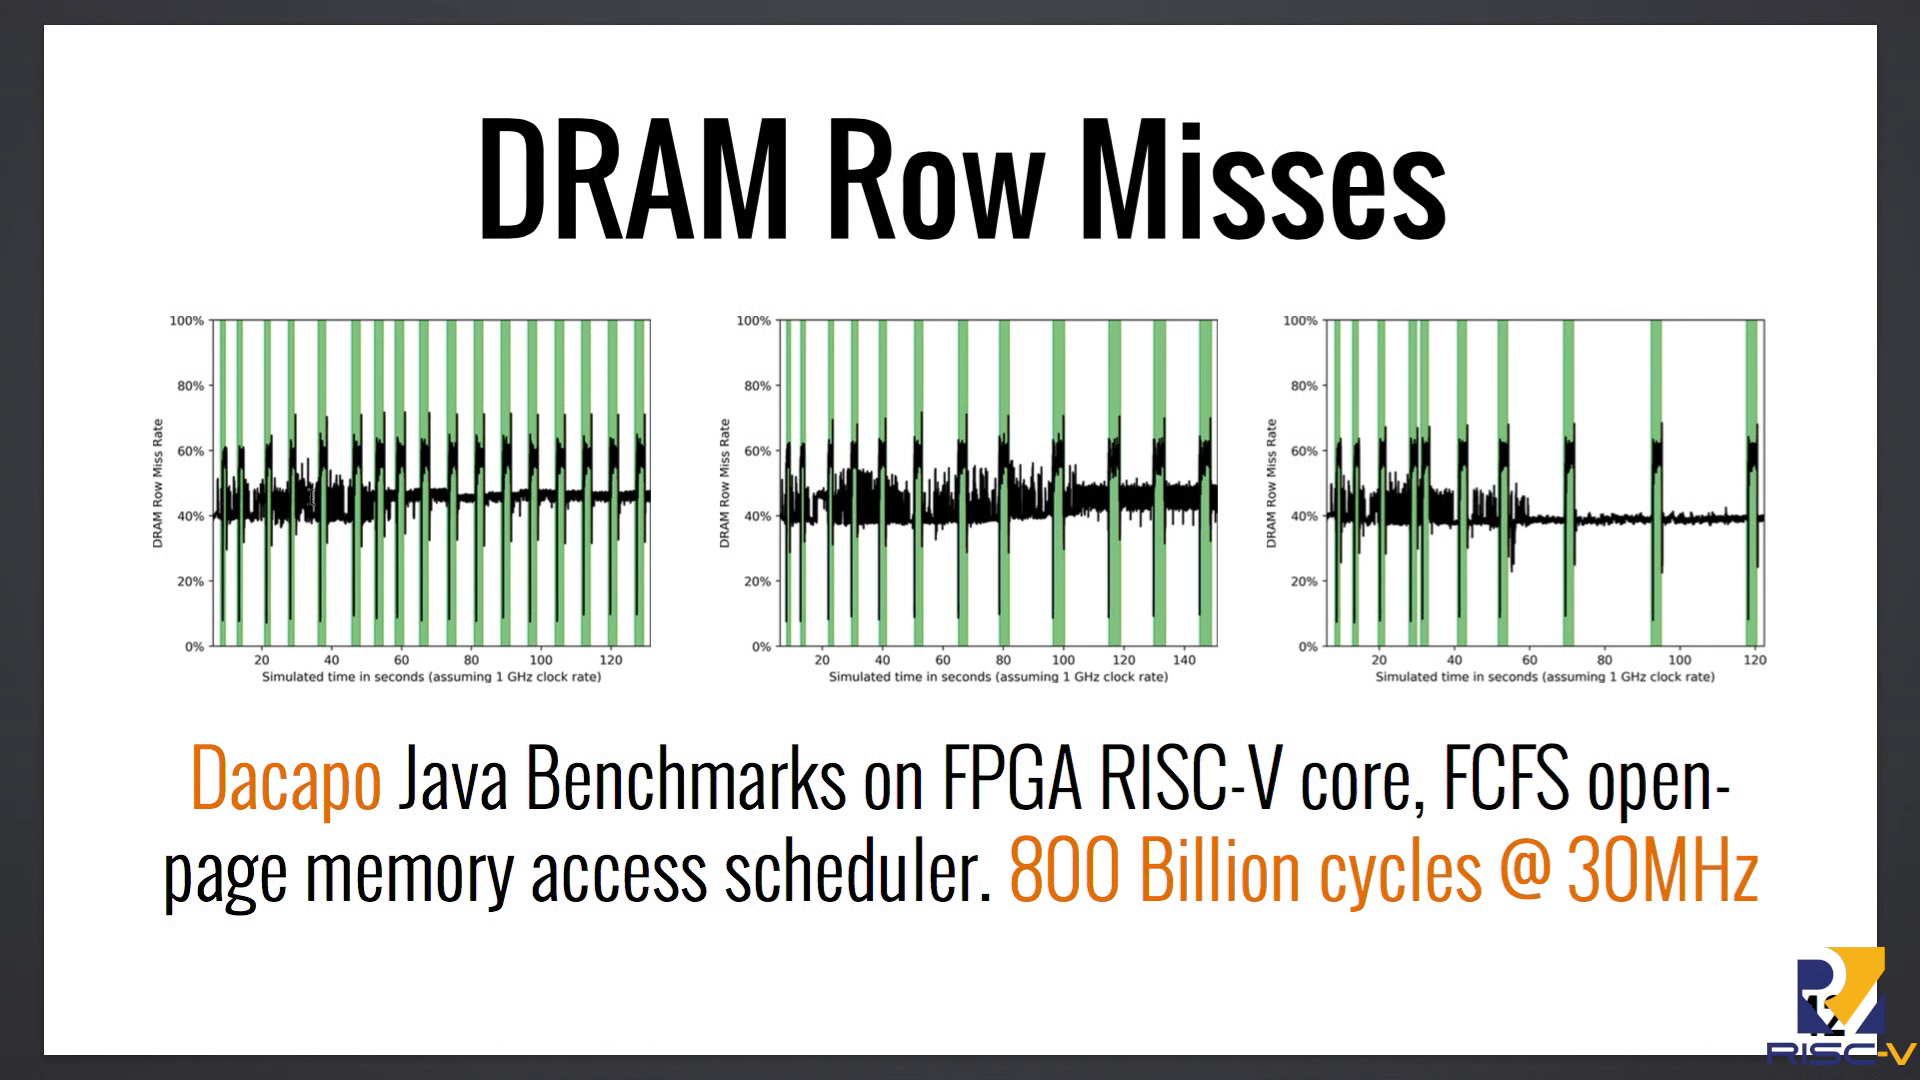 DRAM Row Misses
100%
80%
60%
40%
20%
0%
DRAM Row Miss Rate
20 40 60 80 100 120
Simulated time in seconds (assuming 1 GHz clock rate)
100%
80%
60%
40%
20%
0%
DRAM Row Miss Rate
20 40 60 80 100 120 140
Simulated time in seconds (assuming 1 GHz clock rate)
100%
80%
60%
40%
20%
0%
DRAM Row Miss Rate
20 40 60 80 100 120
Simulated time in seconds (assuming 1 GHz clock rate)
Dacapo Java Benchmarks on FPGA RISC-V core, FCFS open-
page memory access scheduler. 800 Billion cycles @ 30MHz
RISC-V